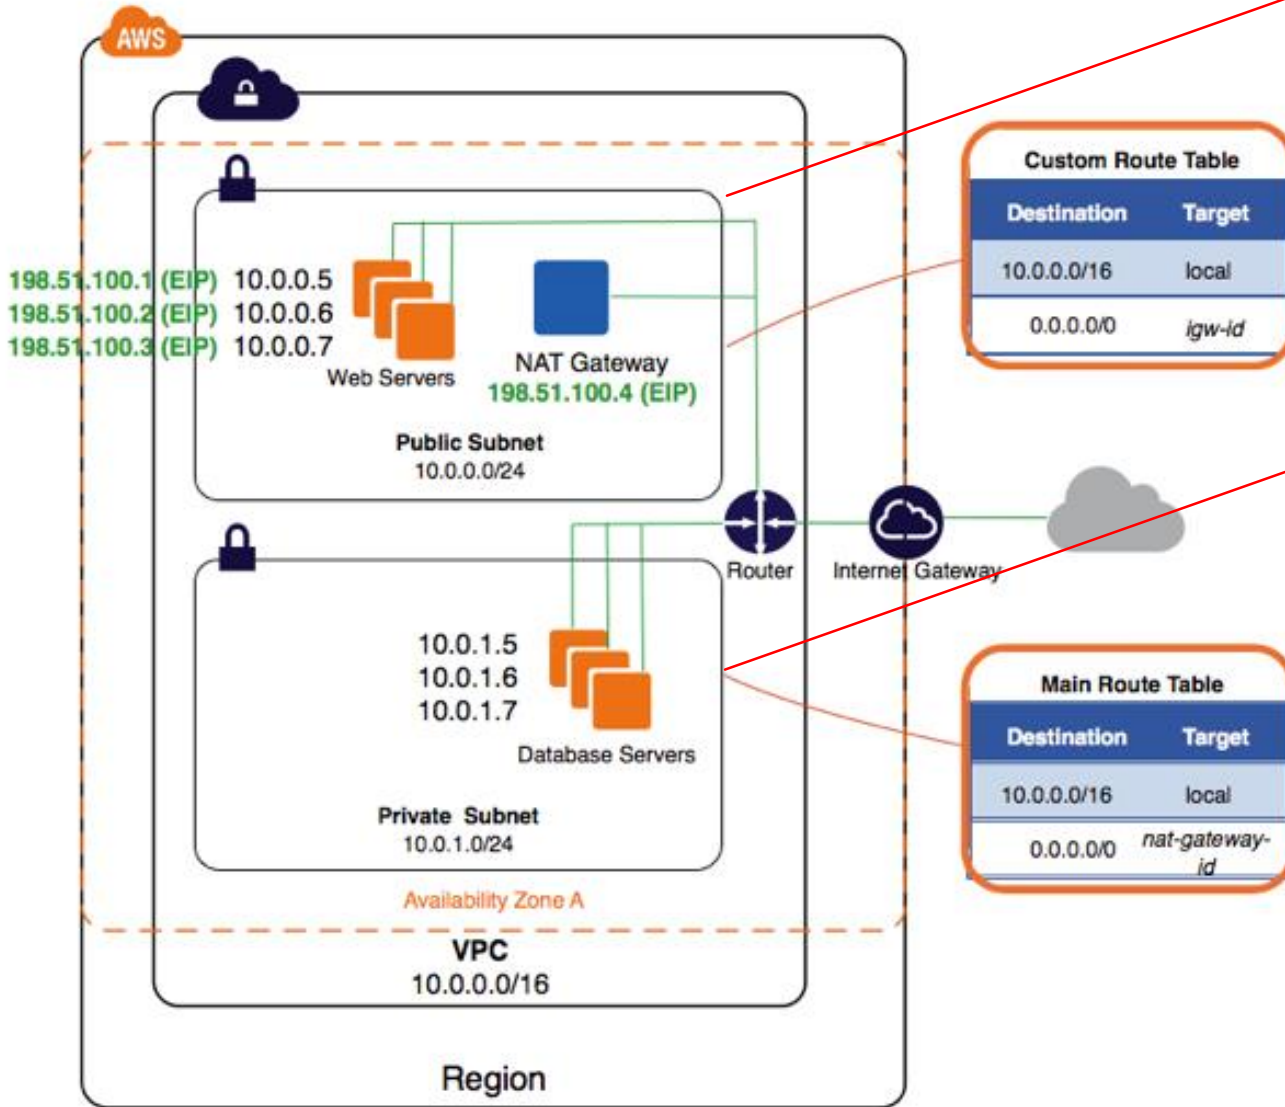 AWS
198.51.100.1 (EIP) 10.0.0.5
198.51.100.2 (EIP) 10.0.0.6
198.51.100.3 (EIP) 10.0.0.7
Web Servers
NAT Gateway
198.51.100.4 (EIP)
Public Subnet
10.0.0.0/24
Custom Route Table
Destination Target
10.0.0.0/16 local
0.0.0.0/0 igw-id
Router
Internet Gateway
10.0.1.5
10.0.1.6
10.0.1.7
Database Servers
Private Subnet
10.0.1.0/24
Main Route Table
Destination Target
10.0.0.0/16 local
0.0.0.0/0 nat-gateway-
id
Availability Zone A
VPC
10.0.0.0/16
Region